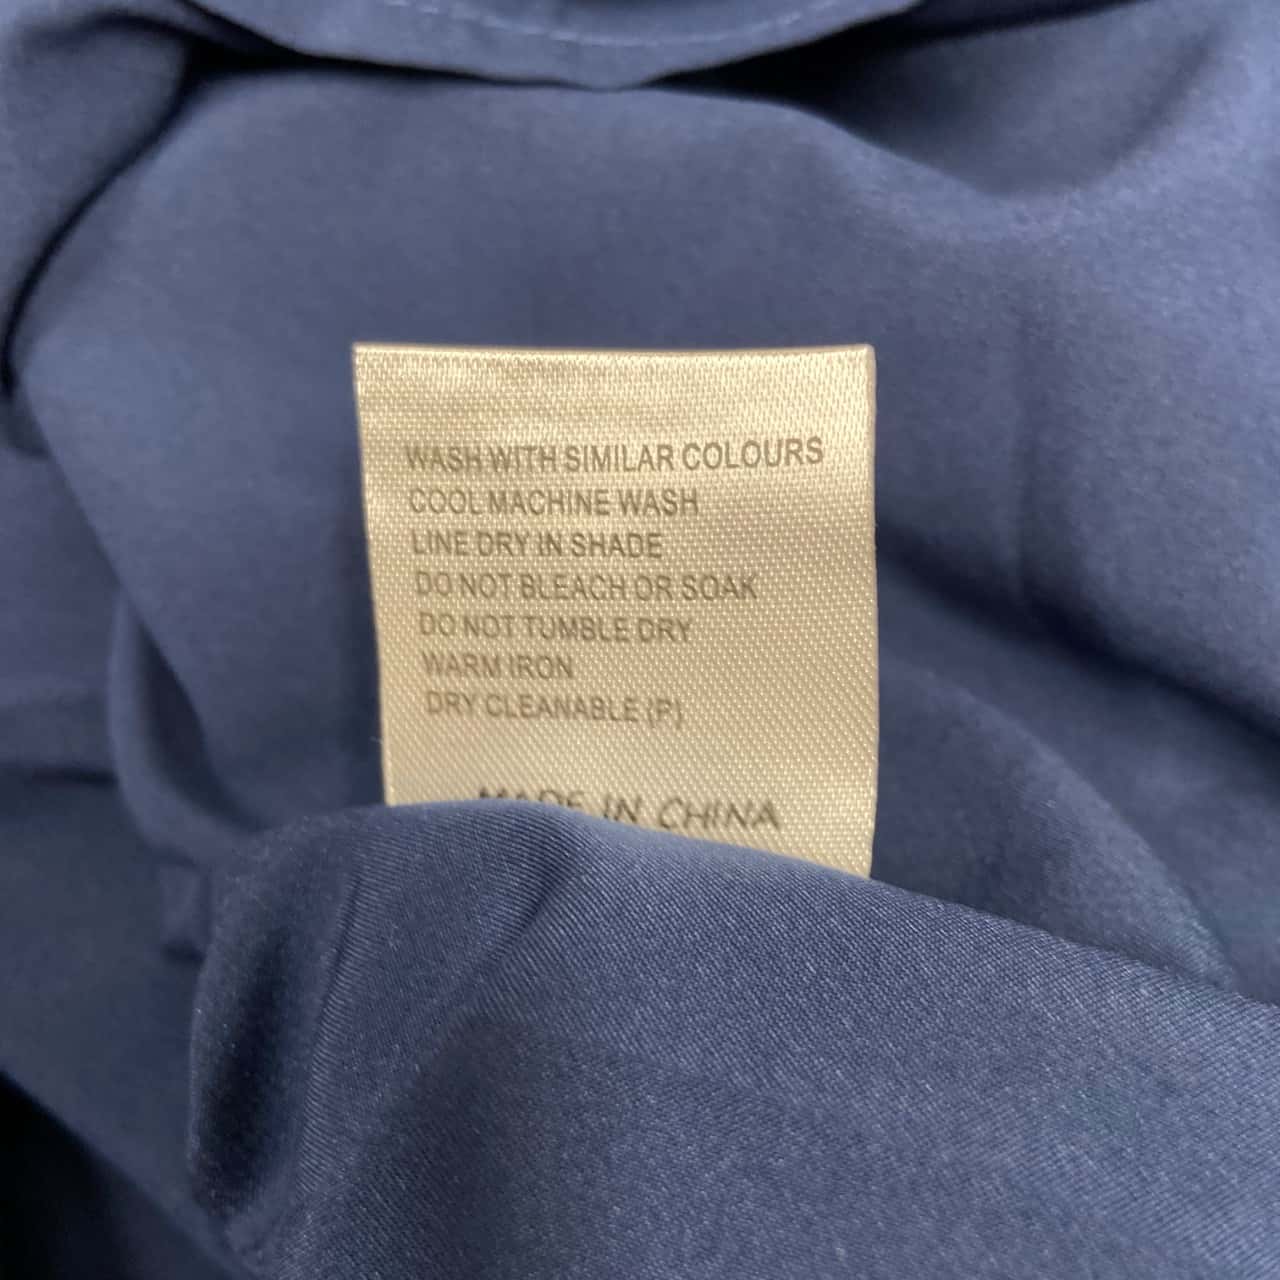 WASH WITH SIMILAR COLOURS
COOL MACHINE WASH
LINE DRY IN SHADE
DO NOT BLEACH OR SOAK
DO NOT TUMBLE DRY
WARM IRON
DRY CLEANABLE (P)
MADE IN CHINA